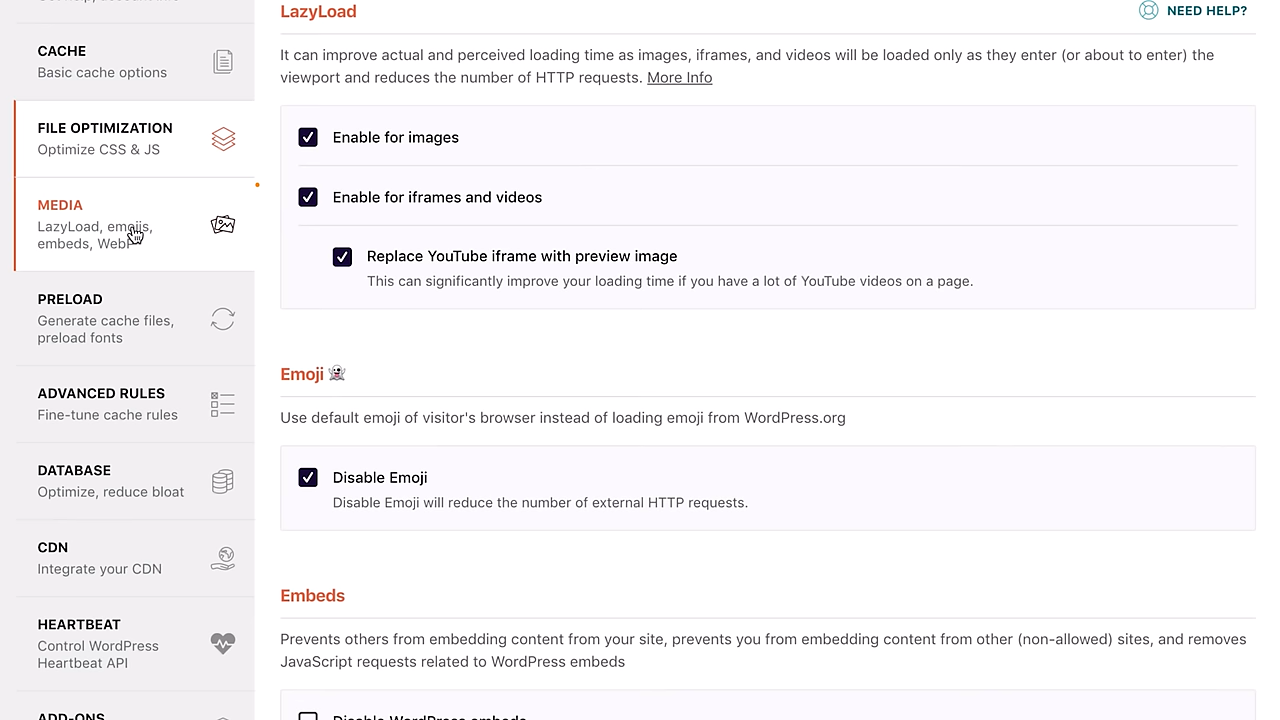 CACHE
Basic cache options
FILE OPTIMIZATION
Optimize CSS & JS
MEDIA
LazyLoad, emojis,
embeds, WebP
PRELOAD
Generate cache files,
preload fonts
ADVANCED RULES
Fine-tune cache rules
DATABASE
Optimize, reduce bloat
CDN
Integrate your CDN
HEARTBEAT
Control WordPress
Heartbeat API
ADD-ONS
LazyLoad
NEED HELP?
It can improve actual and perceived loading time as images, iframes, and videos will be loaded only as they enter (or about to enter) the
viewport and reduces the number of HTTP requests. More Info
Enable for images
Enable for iframes and videos
Replace YouTube iframe with preview image
This can significantly improve your loading time if you have a lot of YouTube videos on a page.
Emoji 👻
Use default emoji of visitor's browser instead of loading emoji from WordPress.org
Disable Emoji
Disable Emoji will reduce the number of external HTTP requests.
Embeds
Prevents others from embedding content from your site, prevents you from embedding content from other (non-allowed) sites, and removes
JavaScript requests related to WordPress embeds
Disable WordPress embeds